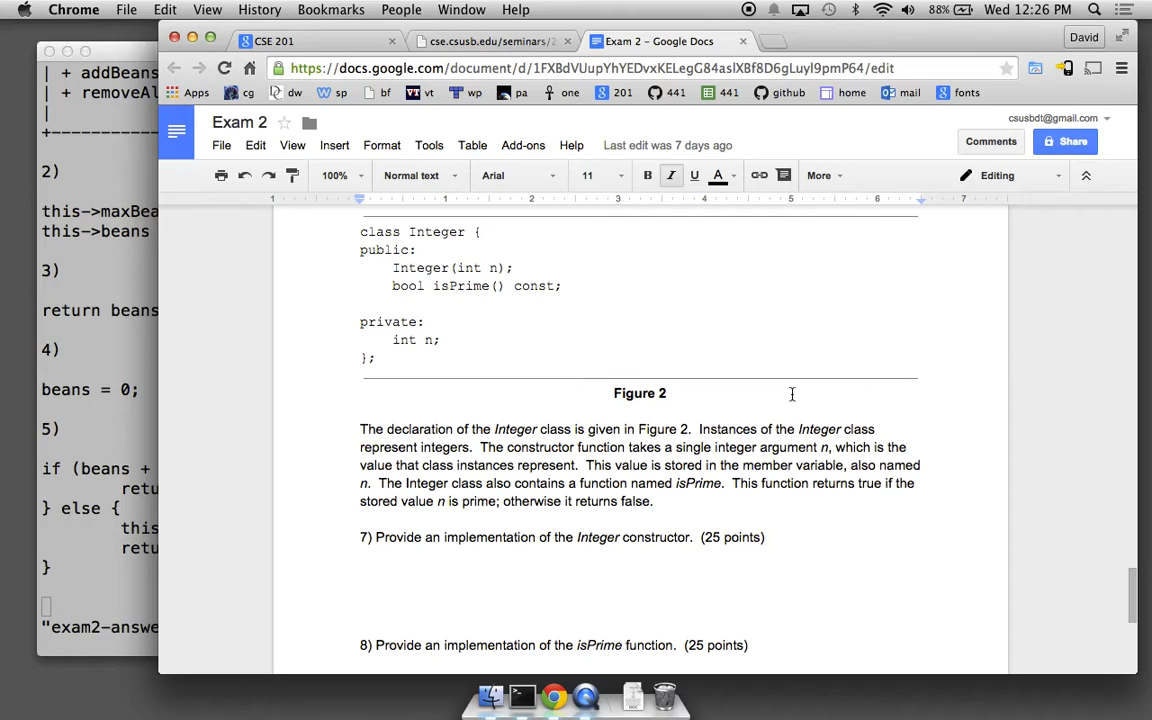 Chrome File Edit View History Bookmarks People Window Help 88% Wed 12:26 PM
CSE 201
cse.csusb.edu/seminars/2
Exam 2 – Google Docs
David
https://docs.google.com/document/d/1FXBdVUupYhYEDvxKELegG84aslXBf8D6gLuyl9pmP64/edit
Apps cg dw sp bf vt wp pa one 201 441 441 github home mail fonts
Exam 2
csusbdt@gmail.com
File Edit View Insert Format Tools Table Add-ons Help Last edit was 7 days ago
Comments Share
100% Normal text Arial 11 B I U A More Editing
1 1 2 3 4 5 6 7
class Integer {
public:
Integer(int n);
bool isPrime() const;
private:
int n;
};
Figure 2
The declaration of the Integer class is given in Figure 2. Instances of the Integer class
represent integers. The constructor function takes a single integer argument n, which is the
value that class instances represent. This value is stored in the member variable, also named
n. The Integer class also contains a function named isPrime. This function returns true if the
stored value n is prime; otherwise it returns false.
7) Provide an implementation of the Integer constructor. (25 points)
8) Provide an implementation of the isPrime function. (25 points)
| + addBeans
| + removeAl
|
+----------
2)
this->maxBea
this->beans
3)
return beans
4)
beans = 0;
5)
if (beans +
retu
} else {
this
retu
}
"exam2-answe